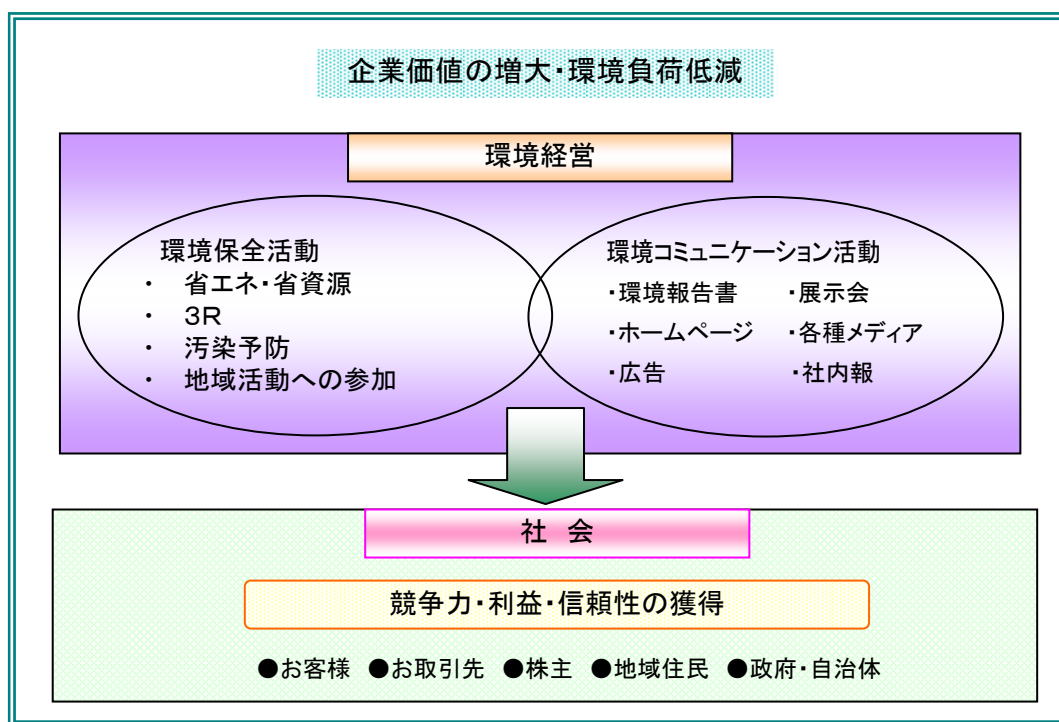 企業価値の増大・環境負荷低減
環境経営
環境保全活動
・ 省エネ・省資源
・ 3R
・ 汚染予防
・ 地域活動への参加
環境コミュニケーション活動
・環境報告書 ・展示会
・ホームページ ・各種メディア
・広告 ・社内報
社 会
競争力・利益・信頼性の獲得
●お客様 ●お取引先 ●株主 ●地域住民 ●政府・自治体